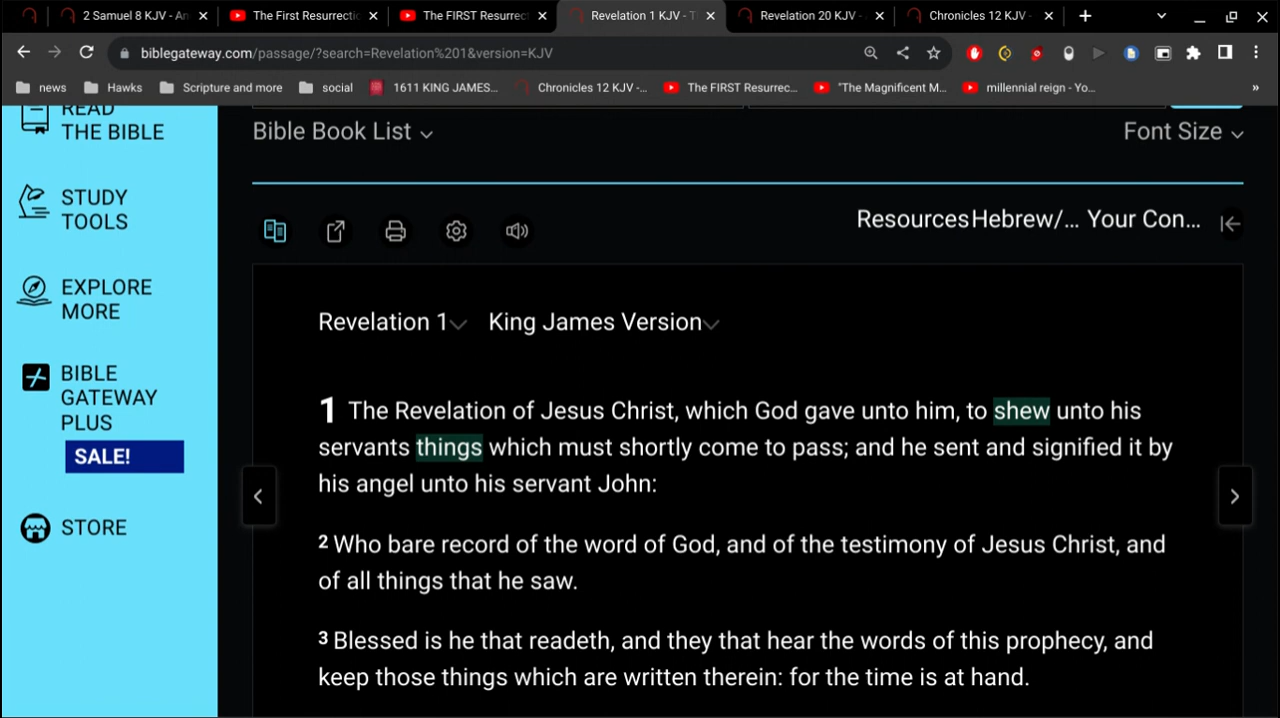 2 Samuel 8 KJV - An
The First Resurrectic
The FIRST Resurrect
Revelation 1 KJV - T
Revelation 20 KJV -
Chronicles 12 KJV -
biblegateway.com/passage/?search=Revelation%201&version=KJV
news
Hawks
Scripture and more
social
1611 KING JAMES...
Chronicles 12 KJV -...
The FIRST Resurrec...
"The Magnificent M...
millennial reign - Yo...
»
READ
THE BIBLE
STUDY
TOOLS
EXPLORE
MORE
BIBLE
GATEWAY
PLUS
SALE!
STORE
Bible Book List
Font Size
Resources Hebrew/... Your Con...
Revelation 1 King James Version
1 The Revelation of Jesus Christ, which God gave unto him, to shew unto his
servants things which must shortly come to pass; and he sent and signified it by
his angel unto his servant John:
2 Who bare record of the word of God, and of the testimony of Jesus Christ, and
of all things that he saw.
3 Blessed is he that readeth, and they that hear the words of this prophecy, and
keep those things which are written therein: for the time is at hand.